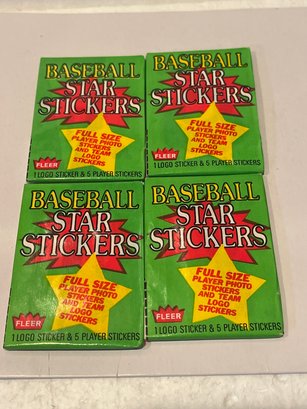 BASEBALL
STAR
STICKERS
FULL SIZE
PLAYER PHOTO
STICKERS
AND TEAM
LOGO
STICKERS
FLEER
1 LOGO STICKER & 5 PLAYER STICKERS
BASEBALL
STAR
STICKERS
FULL SIZE
PLAYER PHOTO
STICKERS
AND TEAM
LOGO
STICKERS
FLEER
1 LOGO STICKER & 5 PLAYER STICKERS
BASEBALL
STAR
STICKERS
FULL SIZE
PLAYER PHOTO
STICKERS
AND TEAM
LOGO
STICKERS
FLEER
1 LOGO STICKER & 5 PLAYER STICKERS
BASEBALL
STAR
STICKERS
FULL SIZE
PLAYER PHOTO
STICKERS
AND TEAM
LOGO
STICKERS
FLEER
1 LOGO STICKER & 5 PLAYER STICKERS